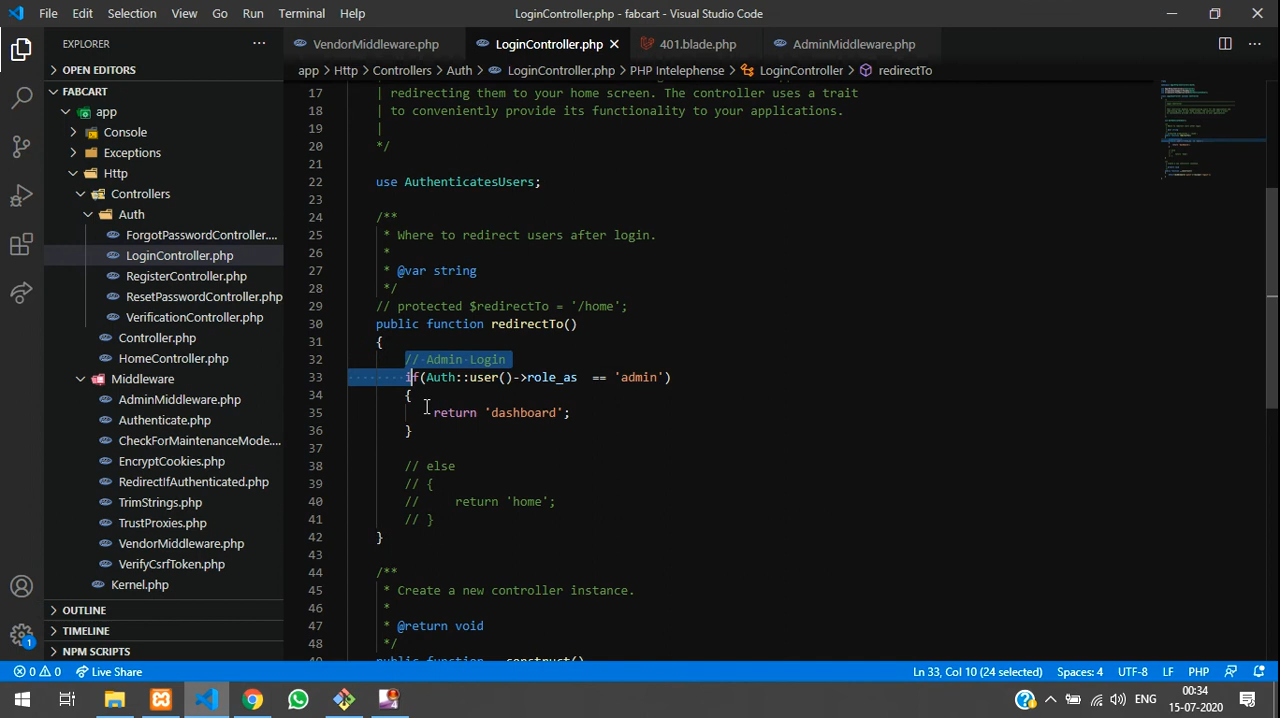 File Edit Selection View Go Run Terminal Help LoginController.php - fabcart - Visual Studio Code
EXPLORER
VendorMiddleware.php LoginController.php 401.blade.php AdminMiddleware.php
app > Http > Controllers > Auth > LoginController.php > PHP Intelephense > LoginController > redirectTo
OPEN EDITORS
FABCART
app
Console
Exceptions
Http
Controllers
Auth
ForgotPasswordController....
LoginController.php
RegisterController.php
ResetPasswordController.php
VerificationController.php
Controller.php
HomeController.php
Middleware
AdminMiddleware.php
Authenticate.php
CheckForMaintenanceMode....
EncryptCookies.php
RedirectIfAuthenticated.php
TrimStrings.php
TrustProxies.php
VendorMiddleware.php
VerifyCsrfToken.php
Kernel.php
OUTLINE
TIMELINE
NPM SCRIPTS
17 | redirecting them to your home screen. The controller uses a trait
18 | to conveniently provide its functionality to your applications.
19 |
20 */
21
22 use AuthenticatesUsers;
23
24 /**
25 * Where to redirect users after login.
26 *
27 * @var string
28 */
29 // protected $redirectTo = '/home';
30 public function redirectTo()
31 {
32 // Admin Login
33 if(Auth::user()->role_as == 'admin')
34 {
35 return 'dashboard';
36 }
37
38 // else
39 // {
40 // return 'home';
41 // }
42 }
43
44 /**
45 * Create a new controller instance.
46 *
47 * @return void
48 */
0 0 Live Share Ln 33, Col 10 (24 selected) Spaces: 4 UTF-8 LF PHP
ENG 00:34
15-07-2020